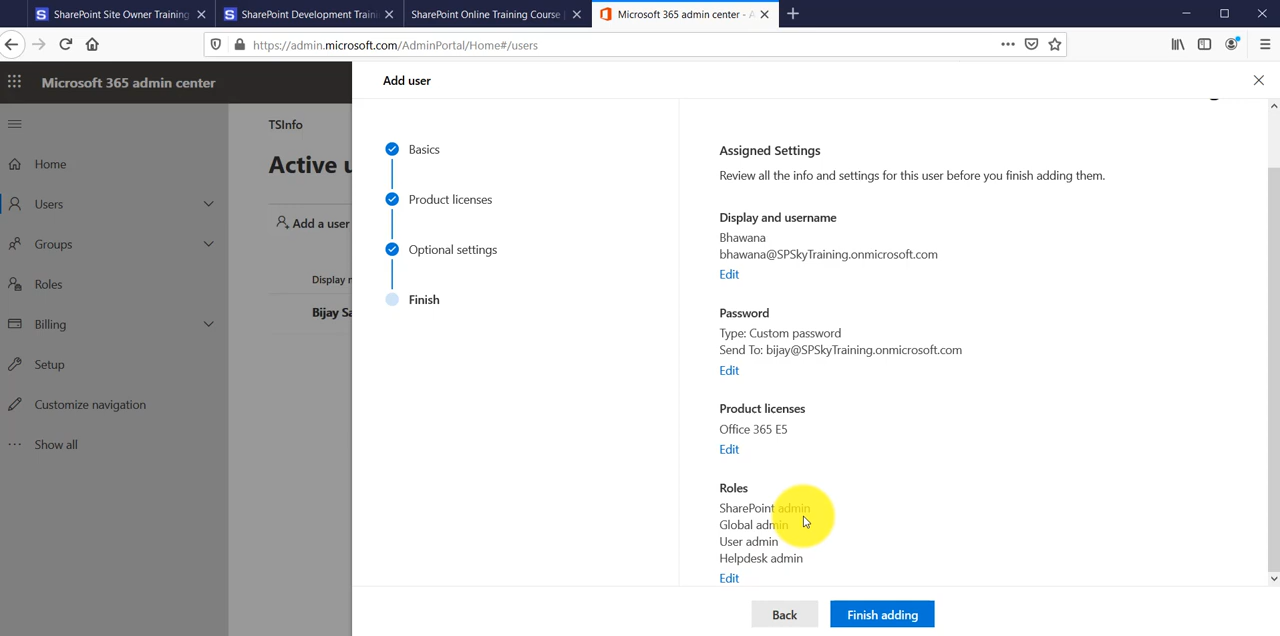 SharePoint Site Owner Training
SharePoint Development Traini
SharePoint Online Training Course
Microsoft 365 admin center - A
https://admin.microsoft.com/AdminPortal/Home#/users
Microsoft 365 admin center
Home
Users
Groups
Roles
Billing
Setup
Customize navigation
Show all
TSInfo
Active u
Add a user
Display n
Bijay Sa
Add user
Basics
Product licenses
Optional settings
Finish
Assigned Settings
Review all the info and settings for this user before you finish adding them.
Display and username
Bhawana
bhawana@SPSkyTraining.onmicrosoft.com
Edit
Password
Type: Custom password
Send To: bijay@SPSkyTraining.onmicrosoft.com
Edit
Product licenses
Office 365 E5
Edit
Roles
SharePoint admin
Global admin
User admin
Helpdesk admin
Edit
Back
Finish adding